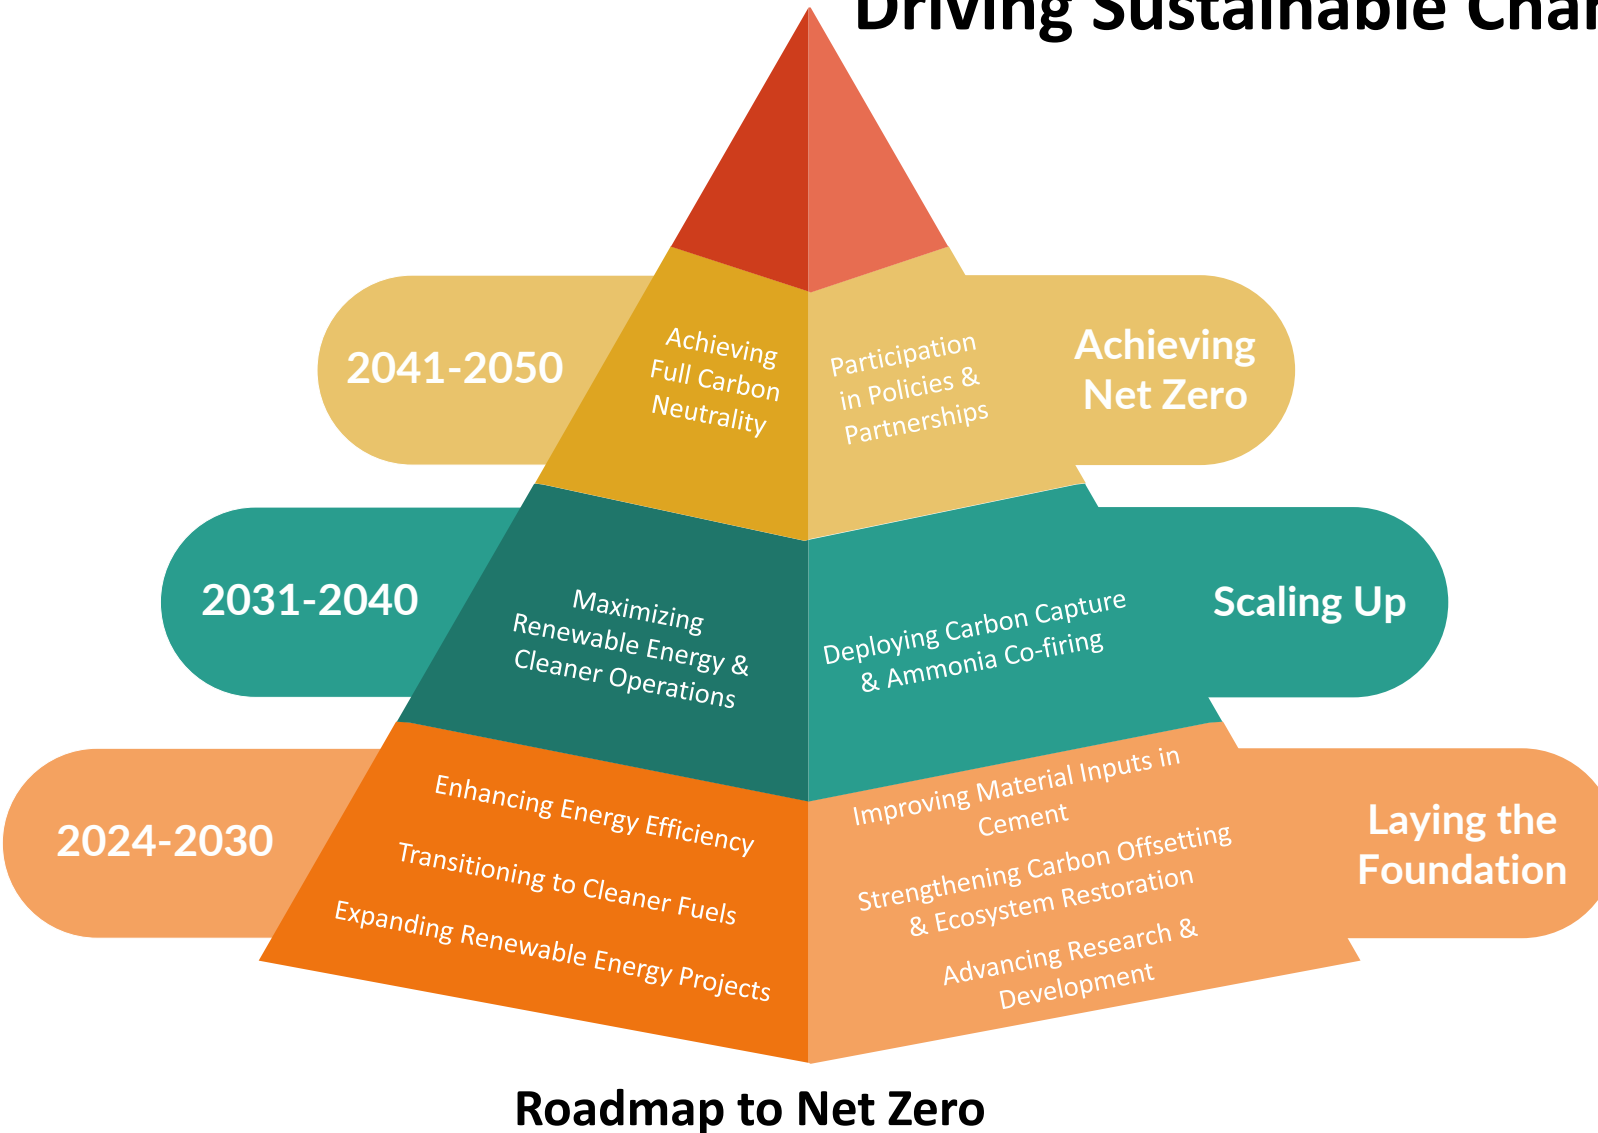 Driving Sustainable
2041-2050
Achieving
Full Carbon
Neutrality
Participation
in Policies &
Partnerships
Achieving
Net Zero
2031-2040
Maximizing
Renewable Energy &
Cleaner Operations
Deploying Carbon Capture
& Ammonia Co-firing
Scaling Up
2024-2030
Enhancing Energy Efficiency
Transitioning to Cleaner Fuels
Expanding Renewable Energy Projects
Improving Material Inputs in
Cement
Strengthening Carbon Offsetting
& Ecosystem Restoration
Advancing Research &
Development
Laying the
Foundation
Roadmap to Net Zero